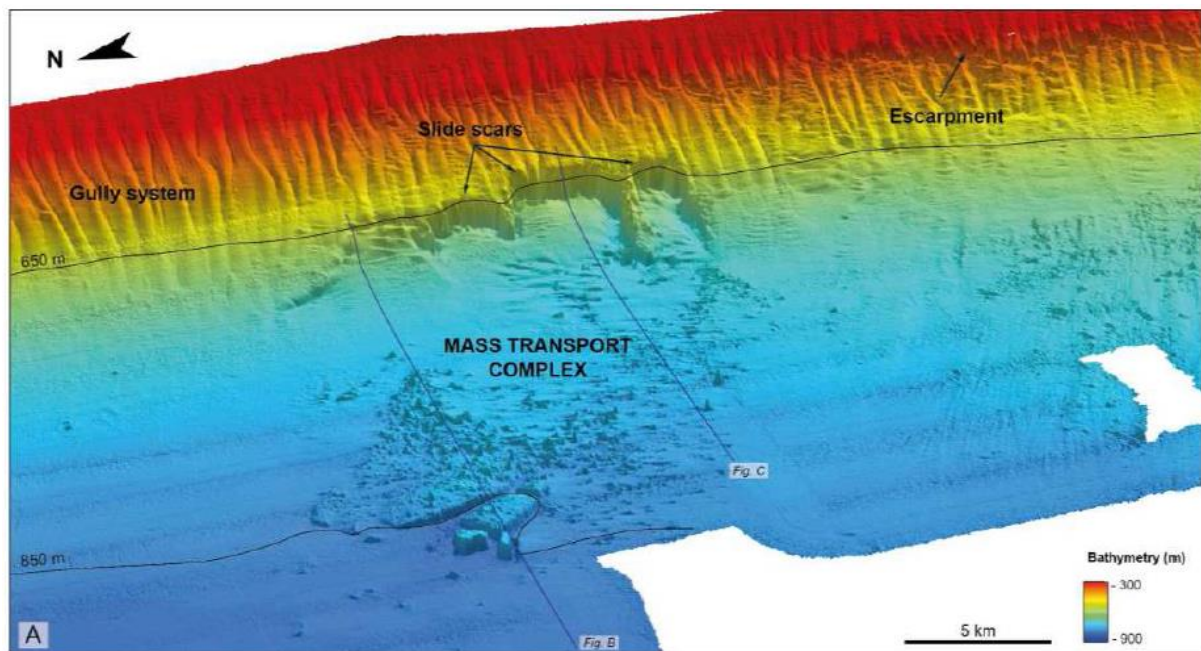 N
Slide scars
Escarpment
Gully system
650 m
MASS TRANSPORT
COMPLEX
Fig. C
850 m
Bathymetry (m)
- 300
- 900
5 km
A
Fig. B